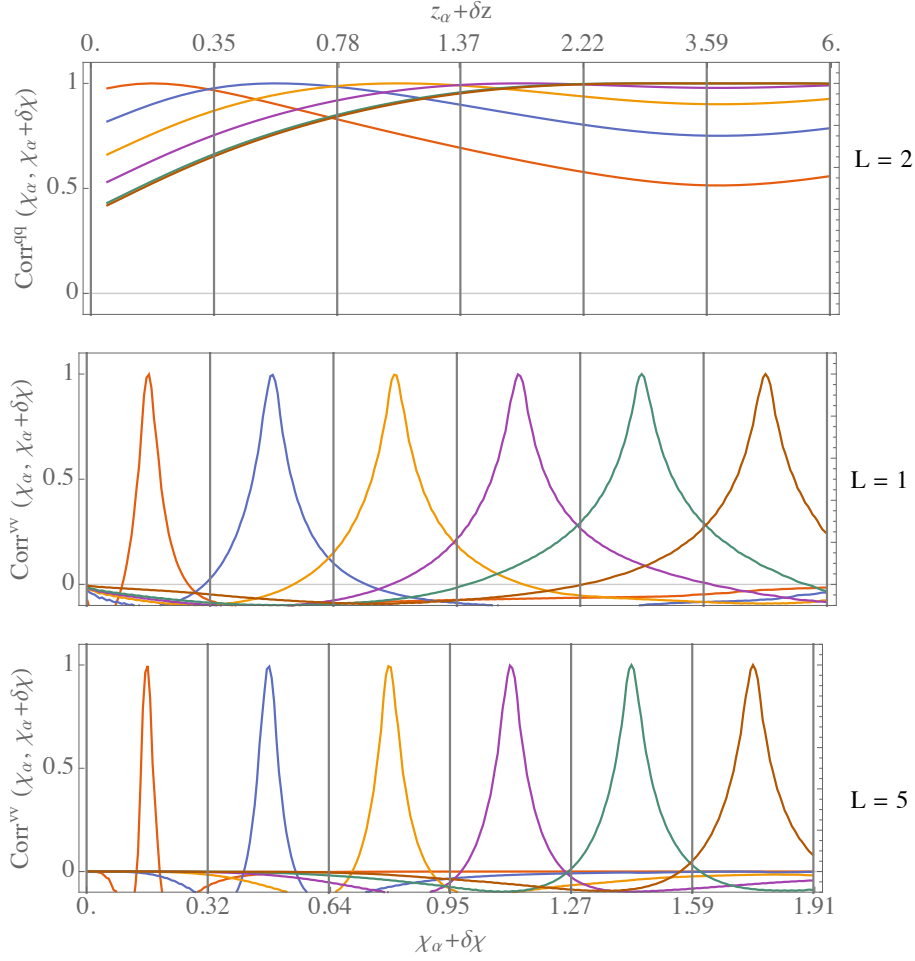 z_α+δz
0. 0.35 0.78 1.37 2.22 3.59 6.
1
0.5
0
Corr^qq (χ_α, χ_α+δχ)
L = 2
1
0.5
0
Corr^vv (χ_α, χ_α+δχ)
L = 1
1
0.5
0
Corr^vv (χ_α, χ_α+δχ)
L = 5
0. 0.32 0.64 0.95 1.27 1.59 1.91
χ_α+δχ